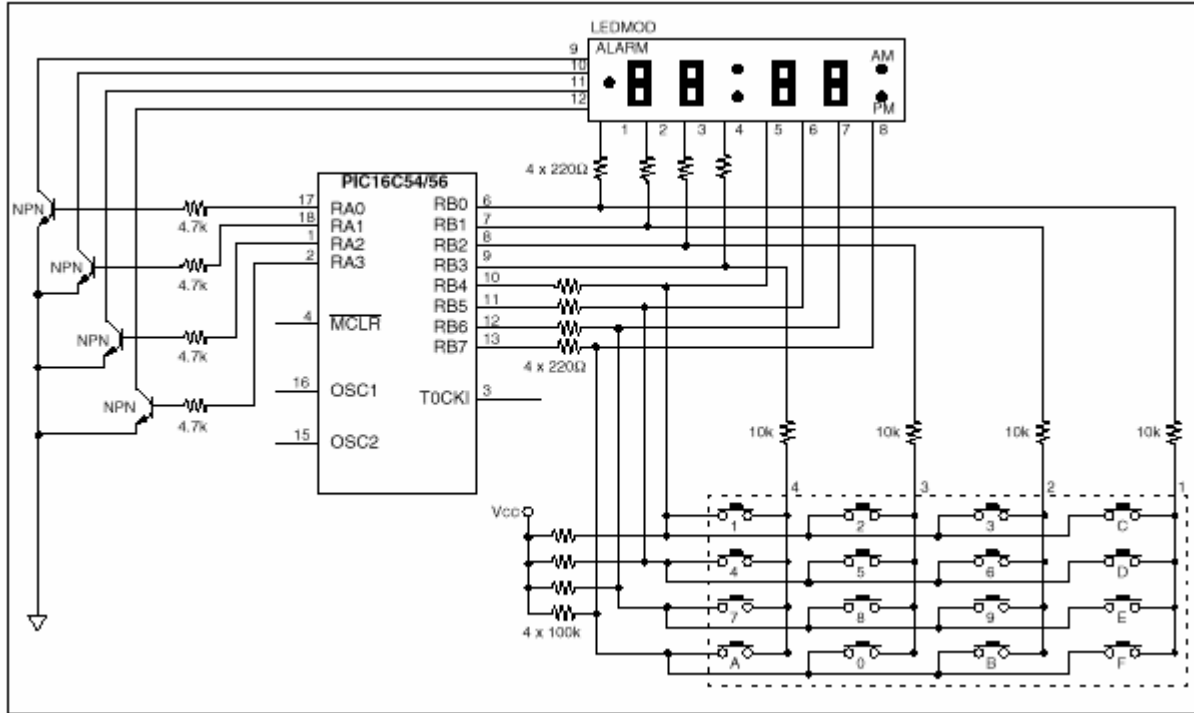 LEDMOD
ALARM
AM
PM
9
10
11
12
1 2 3 4 5 6 7 8
4 x 220Ω
PIC16C54/56
NPN
4.7k
17
RA0
RB0
6
NPN
4.7k
18
RA1
RB1
7
NPN
4.7k
1
RA2
RB2
8
NPN
4.7k
2
RA3
RB3
9
RB4
10
RB5
11
4
MCLR
RB6
12
RB7
13
4 x 220Ω
16
OSC1
T0CKI
3
15
OSC2
10k 10k 10k 10k
4 3 2 1
Vcc
4 x 100k
1 2 3 C
4 5 6 D
7 8 9 E
A 0 B F